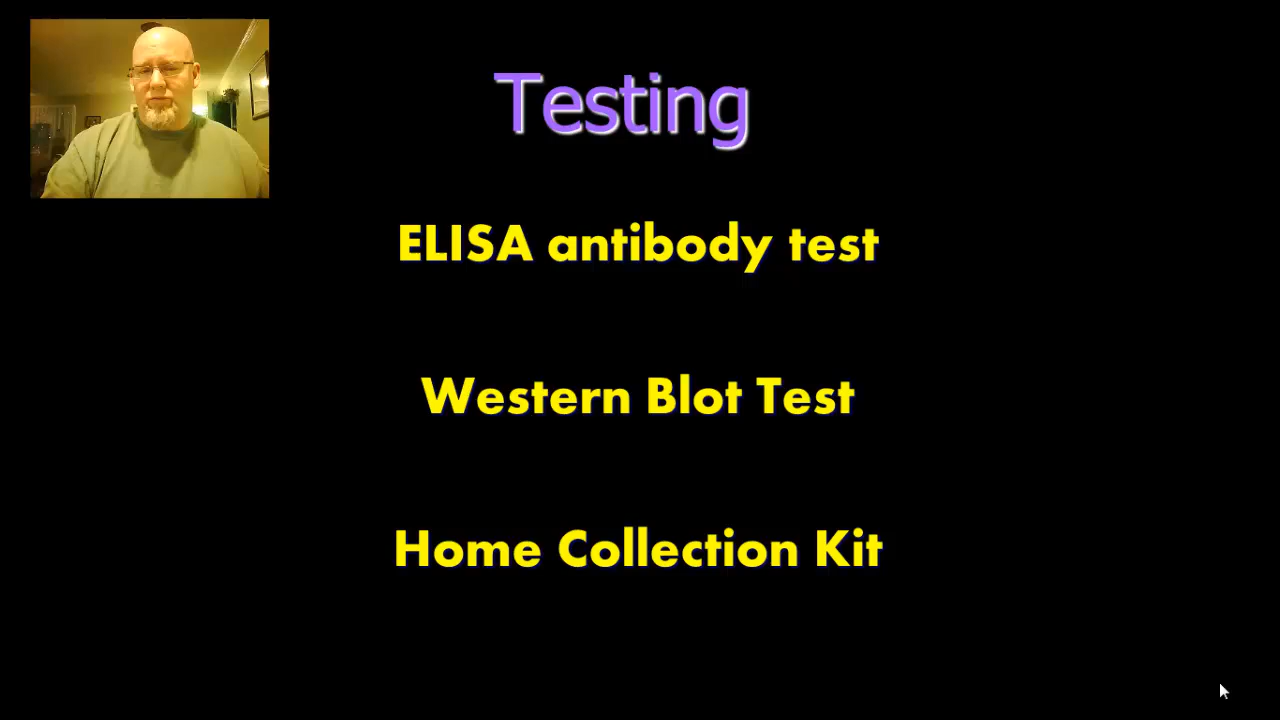 Testing
ELISA antibody test
Western Blot Test
Home Collection Kit